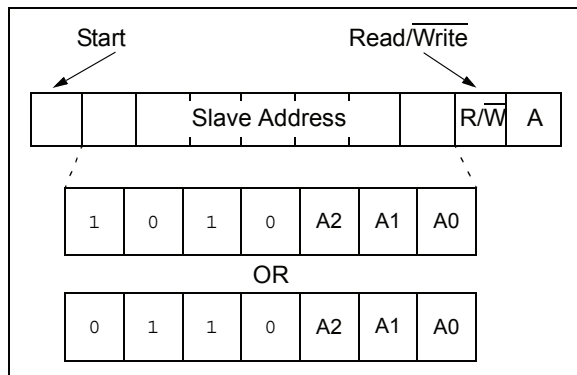 Start Read/Write
Slave Address R/W A
1 0 1 0 A2 A1 A0
OR
0 1 1 0 A2 A1 A0